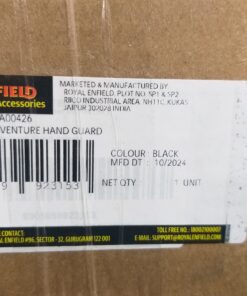 FIELD
Accessories
MARKETED & MANUFACTURED BY
ROYAL ENFIELD, PLOT NO. SP1 & SP2
RIICO INDUSTRIAL AREA, NH11C, KUKAS
JAIPUR 302028 INDIA
A00426
VENTURE HAND GUARD
COLOUR : BLACK
MFD DT : 10/2024
9 923153
NET QTY : 1 UNIT
TOLL FREE NO.: 18002100007
ENFIELD #96, SECTOR - 32, GURUGRAM 122 001
E-MAIL: SUPPORT@ROYALENFIELD.COM